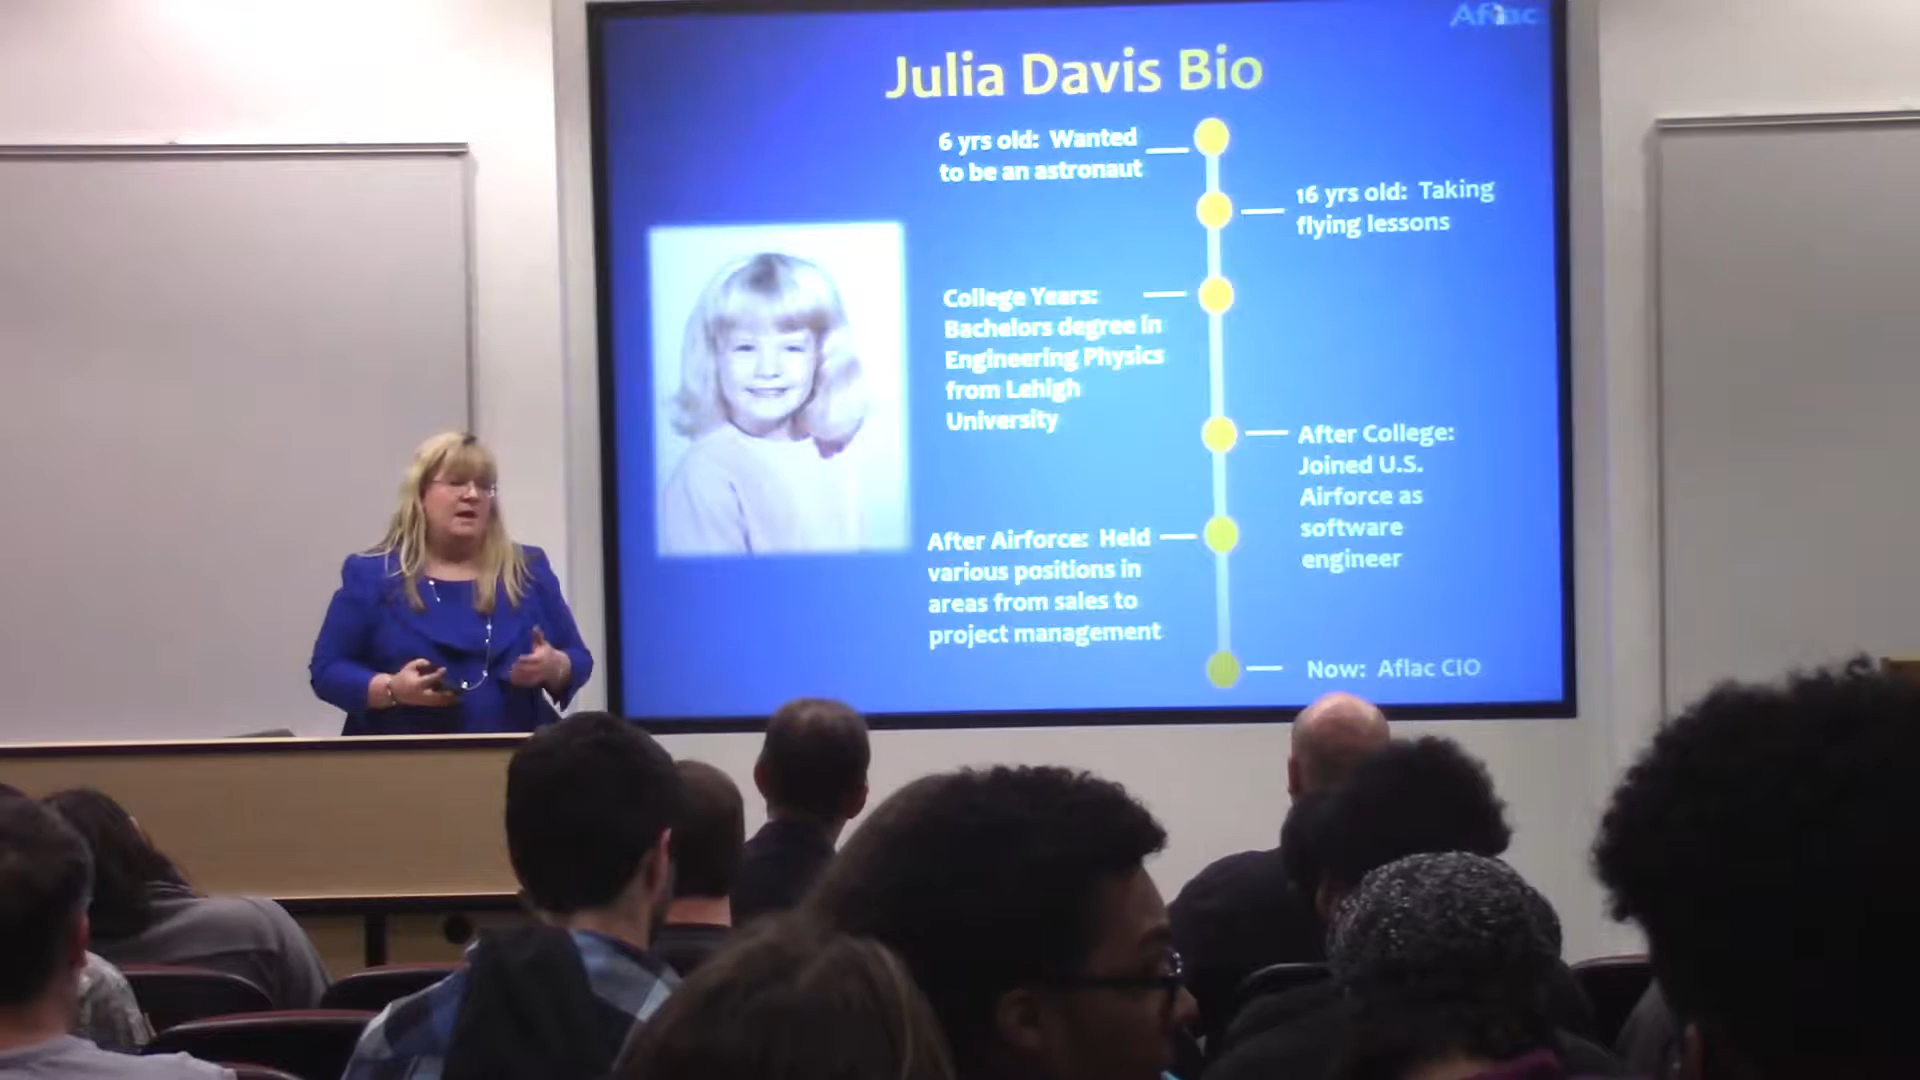 Aflac
Julia Davis Bio
6 yrs old: Wanted
to be an astronaut
16 yrs old: Taking
flying lessons
College Years:
Bachelors degree in
Engineering Physics
from Lehigh
University
After College:
Joined U.S.
Airforce as
software
engineer
After Airforce: Held
various positions in
areas from sales to
project management
Now: Aflac CIO